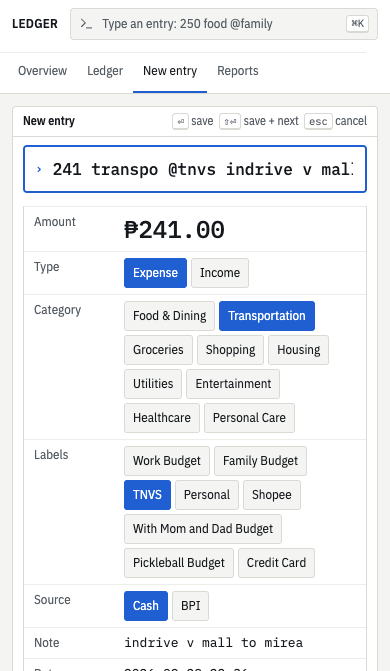 LEDGER >_ Type an entry: 250 food @family ⌘K
Overview Ledger New entry Reports
New entry ⏎ save ⇧⏎ save + next esc cancel
› 241 transpo @tnvs indrive v mall
Amount ₱241.00
Type Expense Income
Category Food & Dining Transportation
Groceries Shopping Housing
Utilities Entertainment
Healthcare Personal Care
Labels Work Budget Family Budget
TNVS Personal Shopee
With Mom and Dad Budget
Pickleball Budget Credit Card
Source Cash BPI
Note indrive v mall to mirea